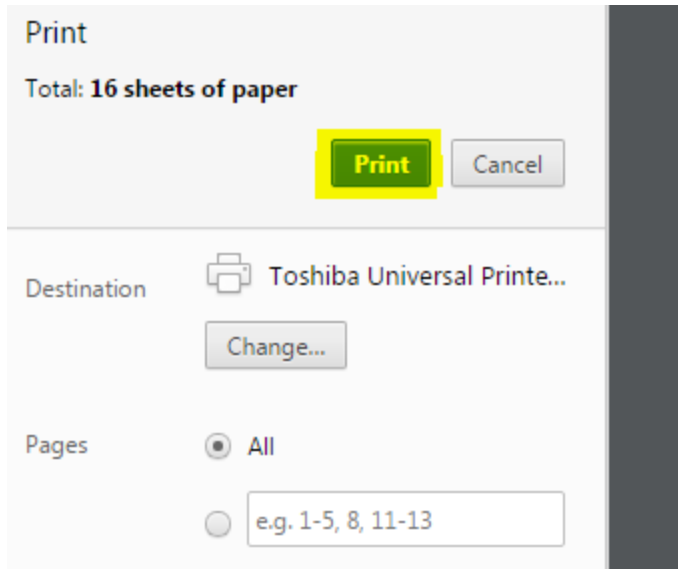 Print
Total: 16 sheets of paper
Print Cancel
Destination Toshiba Universal Printe...
Change...
Pages All
e.g. 1-5, 8, 11-13